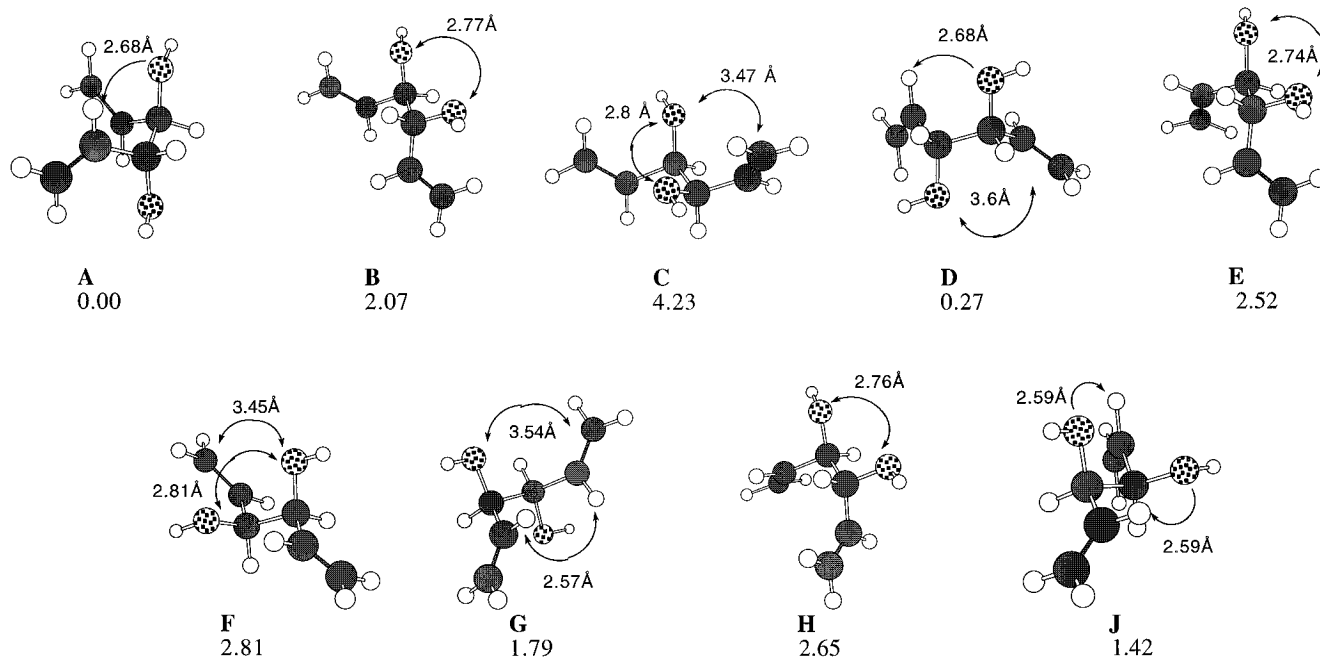 2.68Å
2.77Å
3.47 Å
2.8 Å
2.68Å
3.6Å
2.74Å
A
0.00
B
2.07
C
4.23
D
0.27
E
2.52
3.45Å
2.81Å
3.54Å
2.57Å
2.76Å
2.59Å
2.59Å
F
2.81
G
1.79
H
2.65
J
1.42